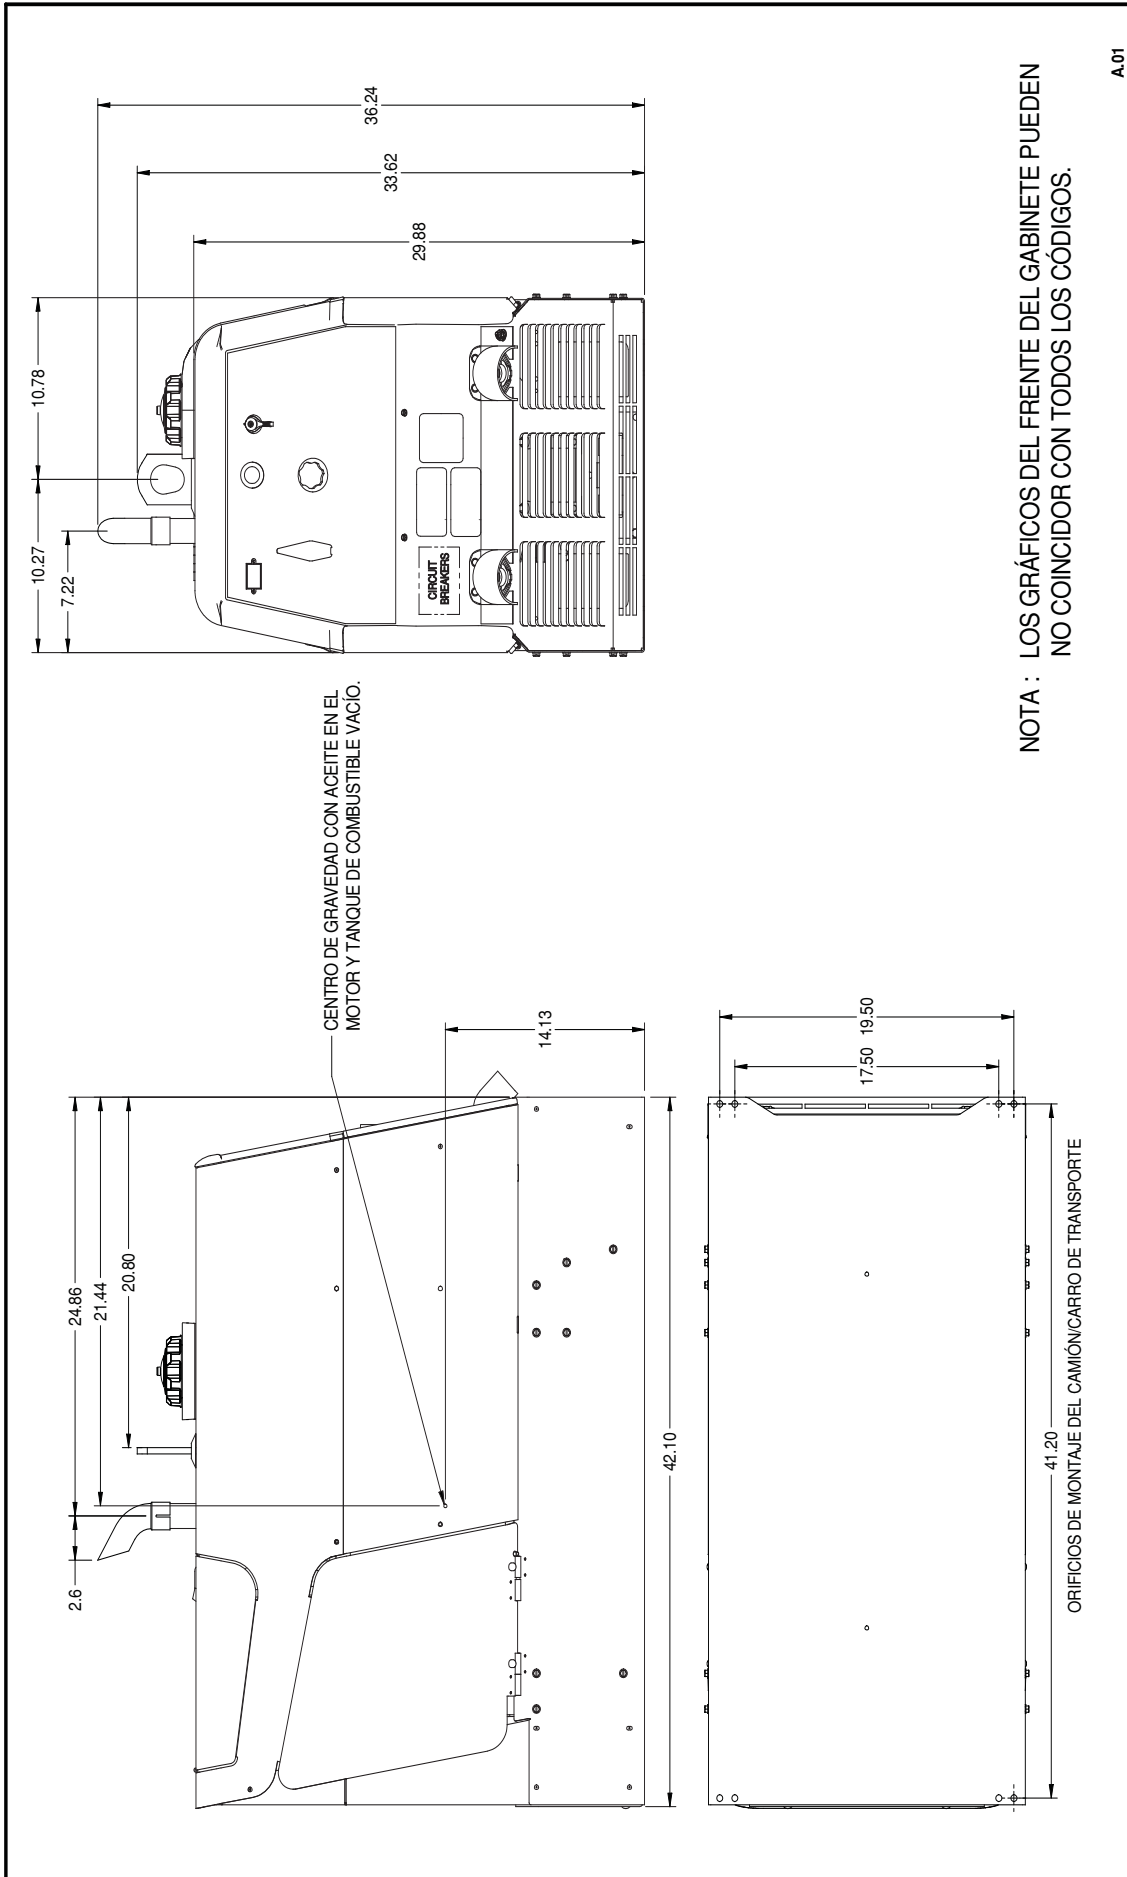 2.6
24.86
21.44
20.80
CENTRO DE GRAVEDAD CON ACEITE EN EL
MOTOR Y TANQUE DE COMBUSTIBLE VACÍO.
14.13
42.10
10.27
10.78
7.22
36.24
33.62
29.88
CIRCUIT
BREAKERS
17.50
19.50
41.20
ORIFICIOS DE MONTAJE DEL CAMIÓN/CARRO DE TRANSPORTE
NOTA : LOS GRÁFICOS DEL FRENTE DEL GABINETE PUEDEN
NO COINCIDOR CON TODOS LOS CÓDIGOS.
A.01